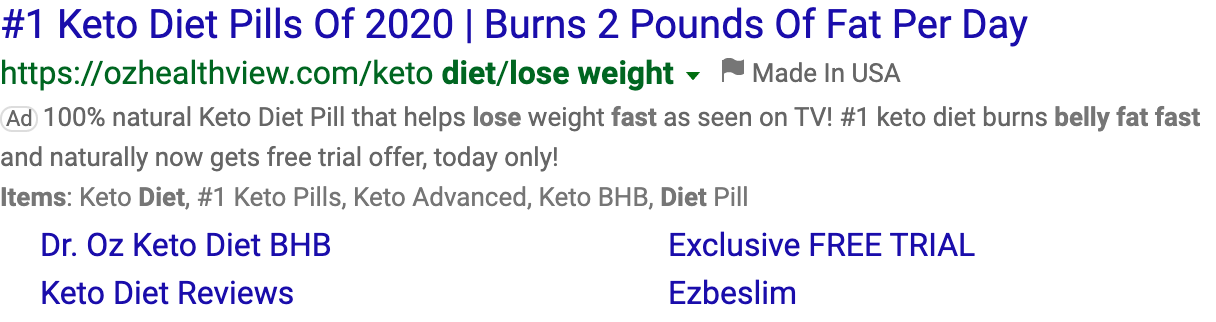 #1 Keto Diet Pills Of 2020 | Burns 2 Pounds Of Fat Per Day
https://ozhealthview.com/keto diet/lose weight Made In USA
Ad 100% natural Keto Diet Pill that helps lose weight fast as seen on TV! #1 keto diet burns belly fat fast
and naturally now gets free trial offer, today only!
Items: Keto Diet, #1 Keto Pills, Keto Advanced, Keto BHB, Diet Pill
Dr. Oz Keto Diet BHB Exclusive FREE TRIAL
Keto Diet Reviews Ezbeslim